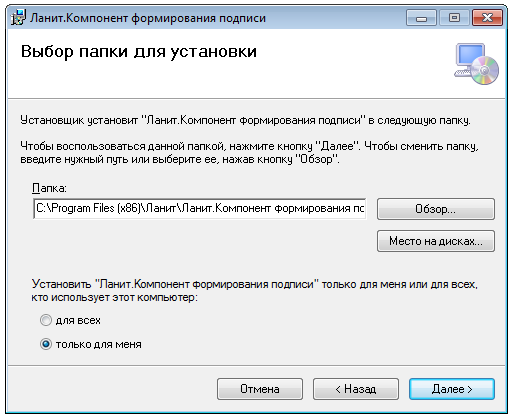 Ланит.Компонент формирования подписи
Выбор папки для установки
Установщик установит "Ланит.Компонент формирования подписи" в следующую папку.
Чтобы воспользоваться данной папкой, нажмите кнопку "Далее". Чтобы сменить папку,
введите нужный путь или выберите ее, нажав кнопку "Обзор".
Папка:
C:\Program Files (x86)\Ланит\Ланит.Компонент формирования по
Обзор...
Место на дисках...
Установить "Ланит.Компонент формирования подписи" только для меня или для всех,
кто использует этот компьютер:
для всех
только для меня
Отмена
< Назад
Далее >